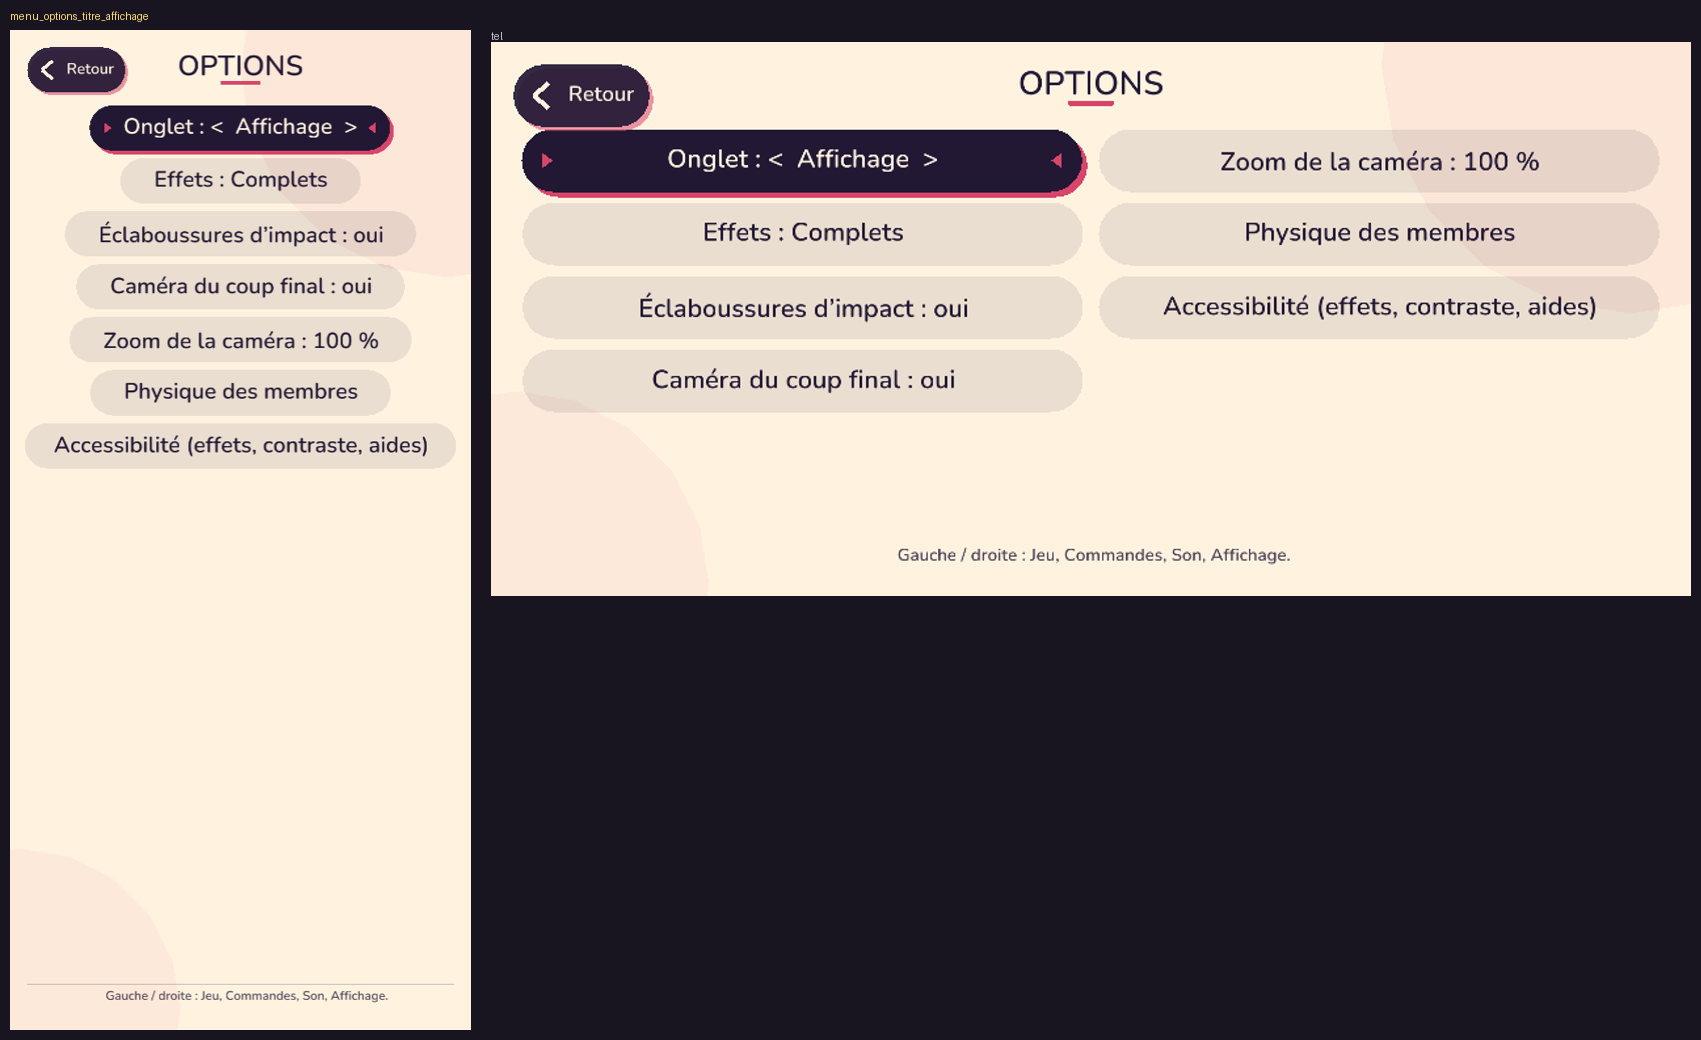 menu_options_titre_affichage
Retour
OPTIONS
Onglet : < Affichage >
Effets : Complets
Éclaboussures d’impact : oui
Caméra du coup final : oui
Zoom de la caméra : 100 %
Physique des membres
Accessibilité (effets, contraste, aides)
Gauche / droite : Jeu, Commandes, Son, Affichage.
tel
Retour
OPTIONS
Onglet : < Affichage >
Effets : Complets
Éclaboussures d’impact : oui
Caméra du coup final : oui
Zoom de la caméra : 100 %
Physique des membres
Accessibilité (effets, contraste, aides)
Gauche / droite : Jeu, Commandes, Son, Affichage.